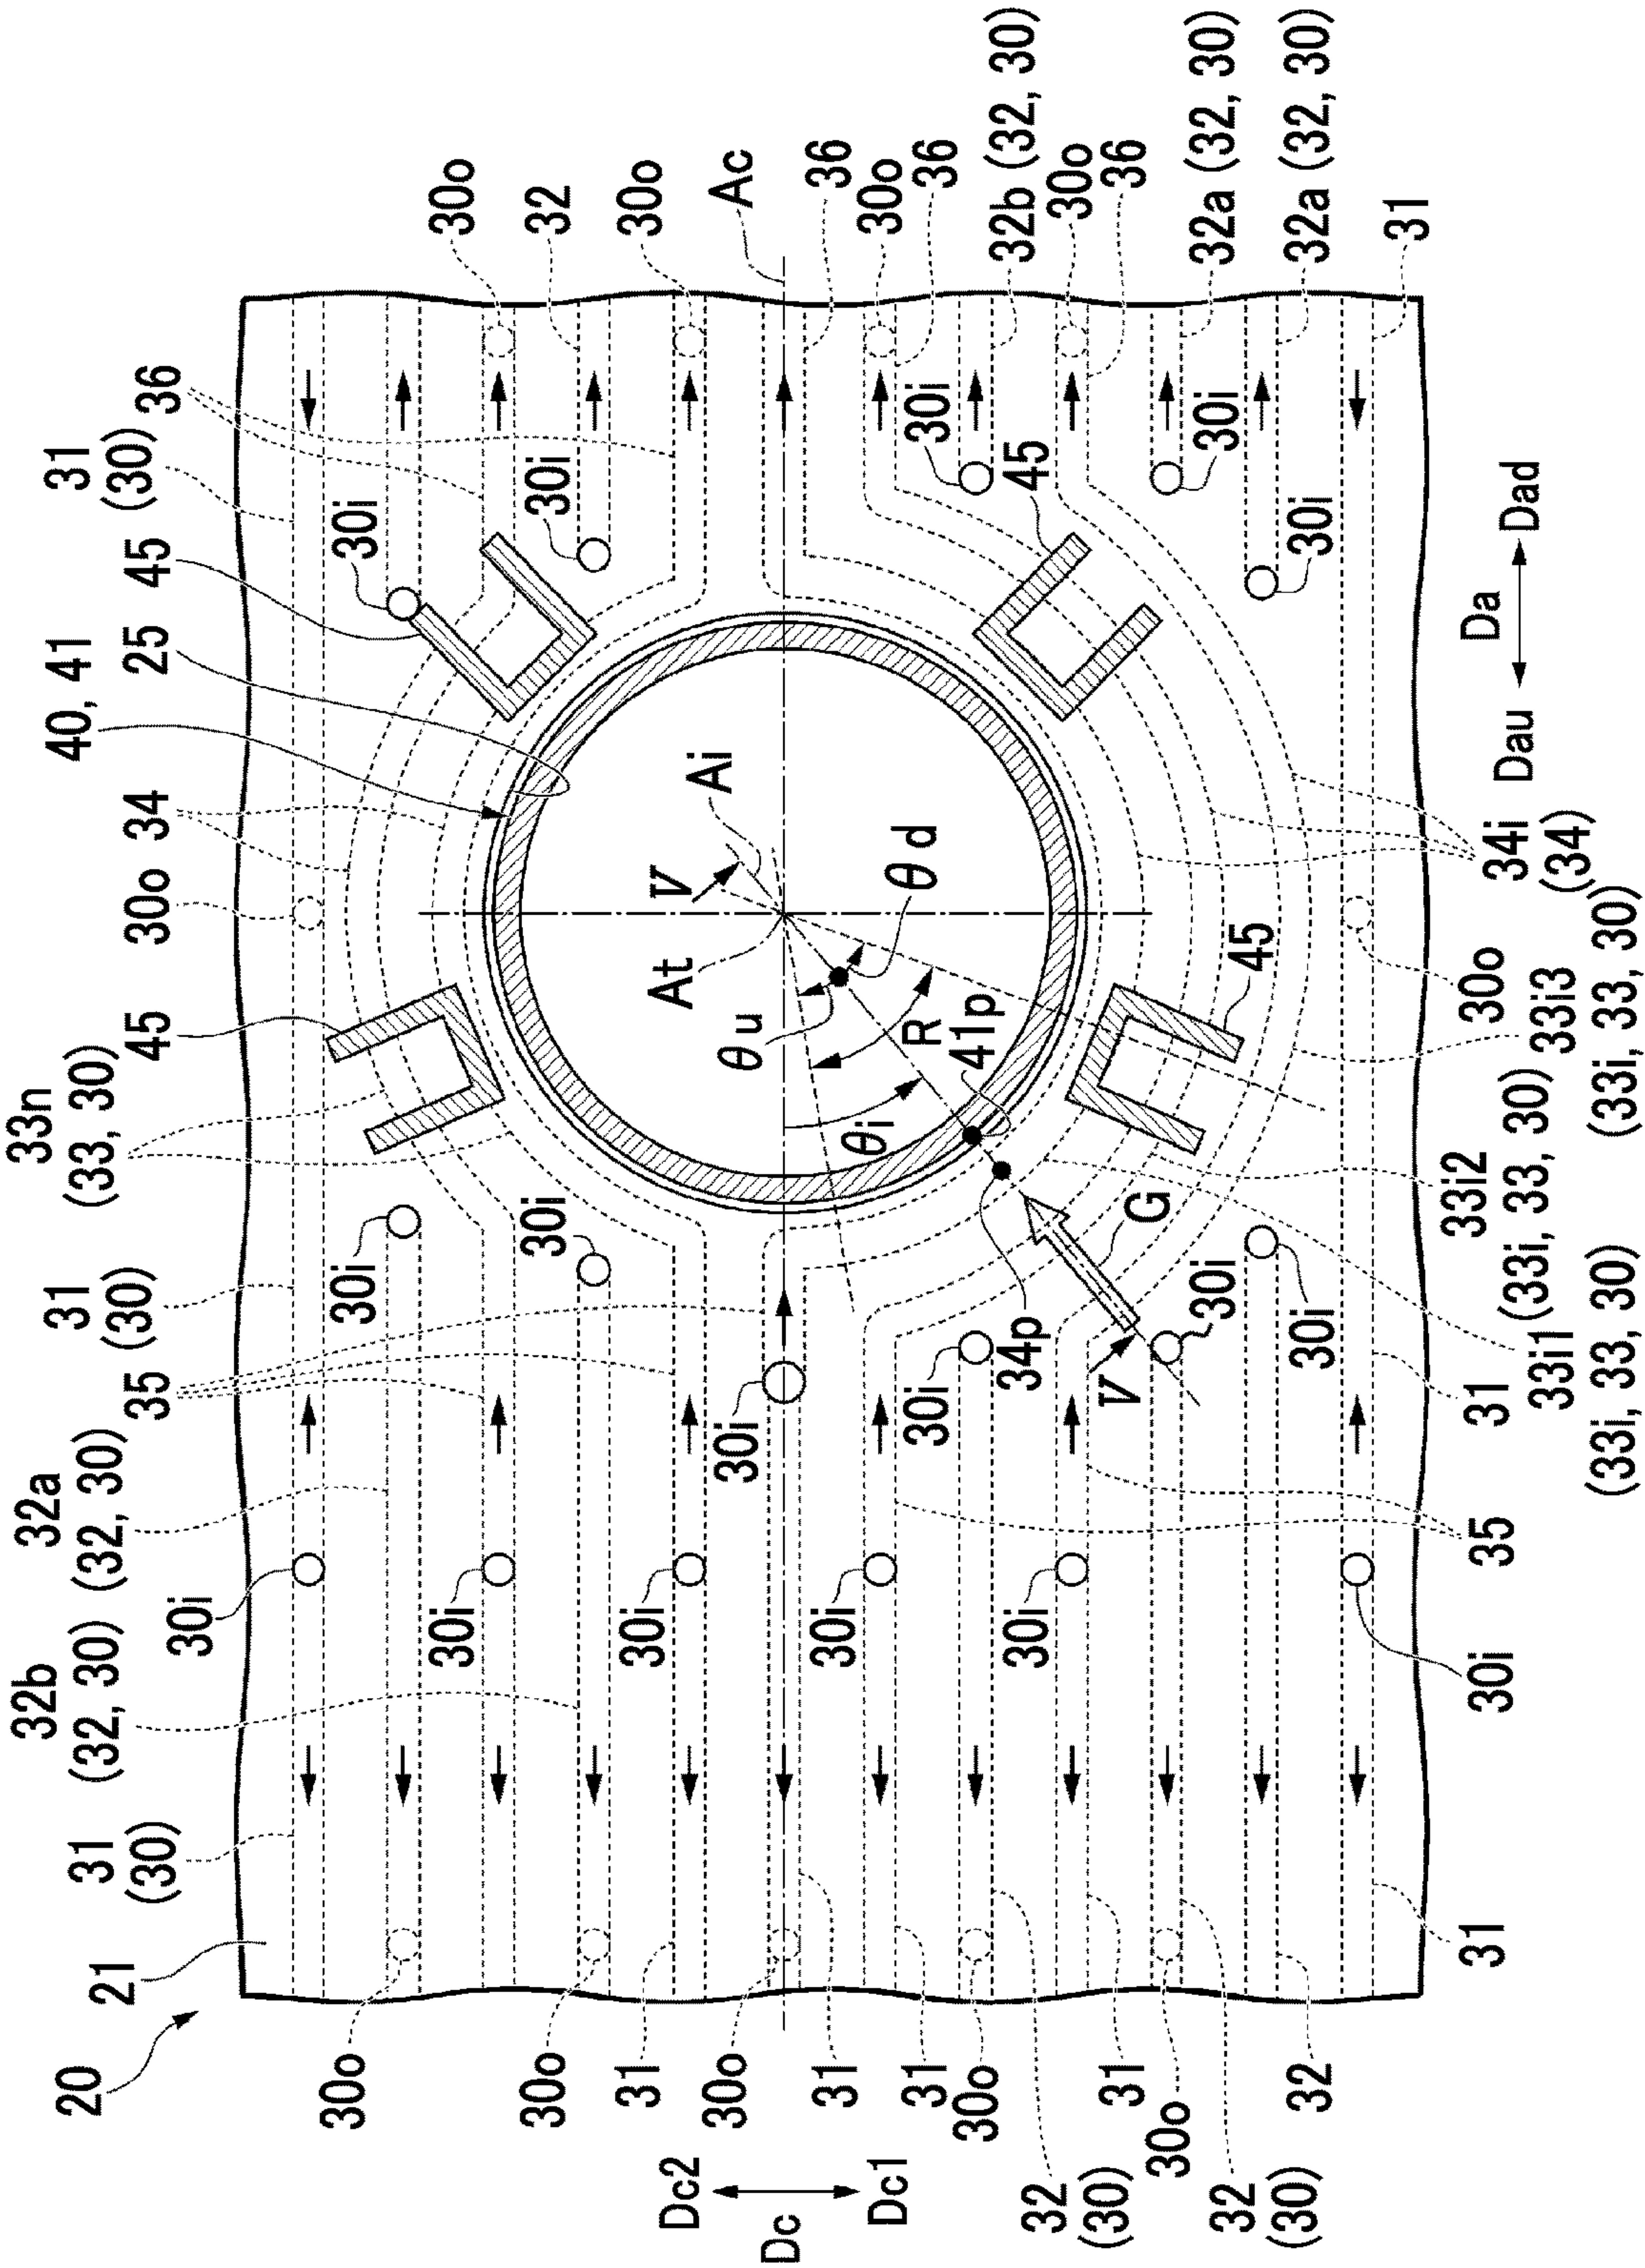 20
21
31
(30)
32b
(32, 30)
30i
32a
(32, 30)
35
31
(30)
33n
(33, 30)
45
30o
34
40, 41
25
45
31
(30)
36
30o
30i
30i
30i
30o
30o
30i
30i
30i
32
31
30i
30o
Dc2
Dc
Dc1
30o
30i
At
V
Ai
Ac
31
θu
θd
36
31
30i
30i
θi
R
41p
30i
30o
36
30o
34p
45
32b (32, 30)
32
(30)
31
30i
V
G
30o
36
30o
30i
30i
45
30i
32a (32, 30)
32
(30)
32
30i
30i
32a (32, 30)
31
30i
35
31
33i2
(33i, 33, 30)
30o
31
33i1
(33i, 33, 30)
33i3
(33i, 33, 30)
34i
(34)
Da
Dau
Dad